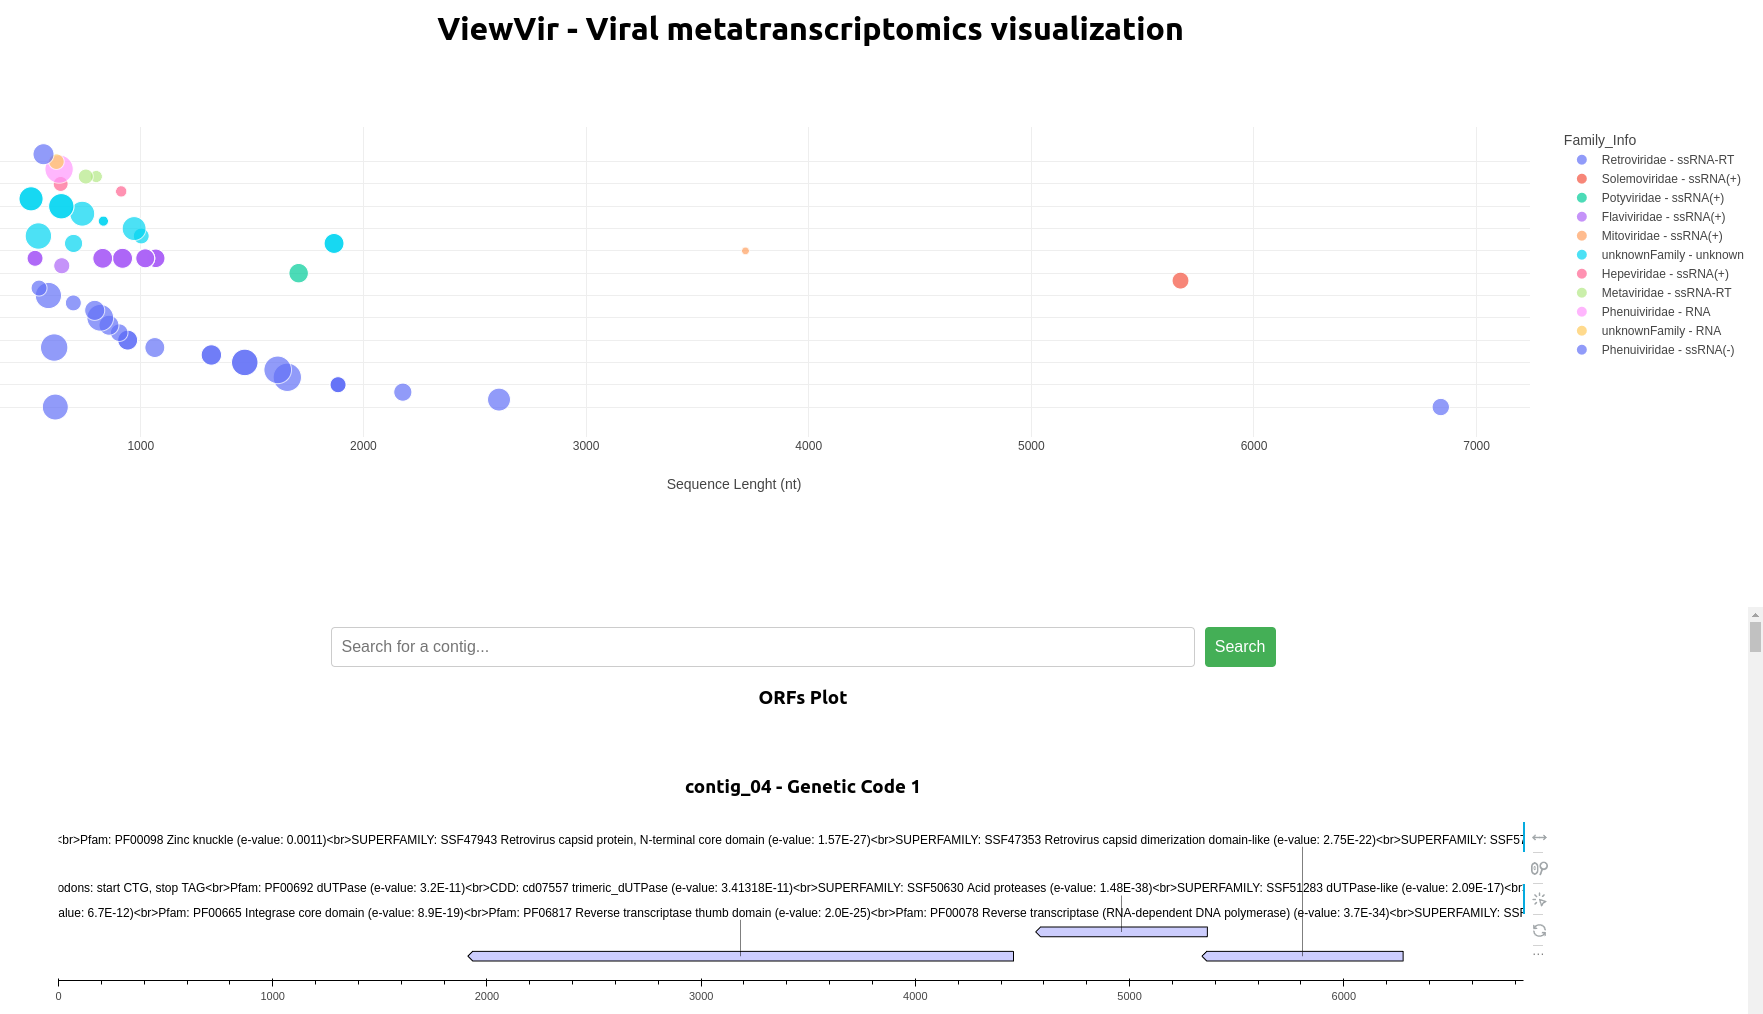 ViewVir - Viral metatranscriptomics visualization
Family_Info
Retroviridae - ssRNA-RT
Solemoviridae - ssRNA(+)
Potyviridae - ssRNA(+)
Flaviviridae - ssRNA(+)
Mitoviridae - ssRNA(+)
unknownFamily - unknown
Hepeviridae - ssRNA(+)
Metaviridae - ssRNA-RT
Phenuiviridae - RNA
unknownFamily - RNA
Phenuiviridae - ssRNA(-)
1000 2000 3000 4000 5000 6000 7000
Sequence Lenght (nt)
Search for a contig... Search
ORFs Plot
contig_04 - Genetic Code 1
<br>Pfam: PF00098 Zinc knuckle (e-value: 0.0011)<br>SUPERFAMILY: SSF47943 Retrovirus capsid protein, N-terminal core domain (e-value: 1.57E-27)<br>SUPERFAMILY: SSF47353 Retrovirus capsid dimerization domain-like (e-value: 2.75E-22)<br>SUPERFAMILY: SSF57
odons: start CTG, stop TAG<br>Pfam: PF00692 dUTPase (e-value: 3.2E-11)<br>CDD: cd07557 trimeric_dUTPase (e-value: 3.41318E-11)<br>SUPERFAMILY: SSF50630 Acid proteases (e-value: 1.48E-38)<br>SUPERFAMILY: SSF51283 dUTPase-like (e-value: 2.09E-17)<br
alue: 6.7E-12)<br>Pfam: PF00665 Integrase core domain (e-value: 8.9E-19)<br>Pfam: PF06817 Reverse transcriptase thumb domain (e-value: 2.0E-25)<br>Pfam: PF00078 Reverse transcriptase (RNA-dependent DNA polymerase) (e-value: 3.7E-34)<br>SUPERFAMILY: SSF
0 1000 2000 3000 4000 5000 6000